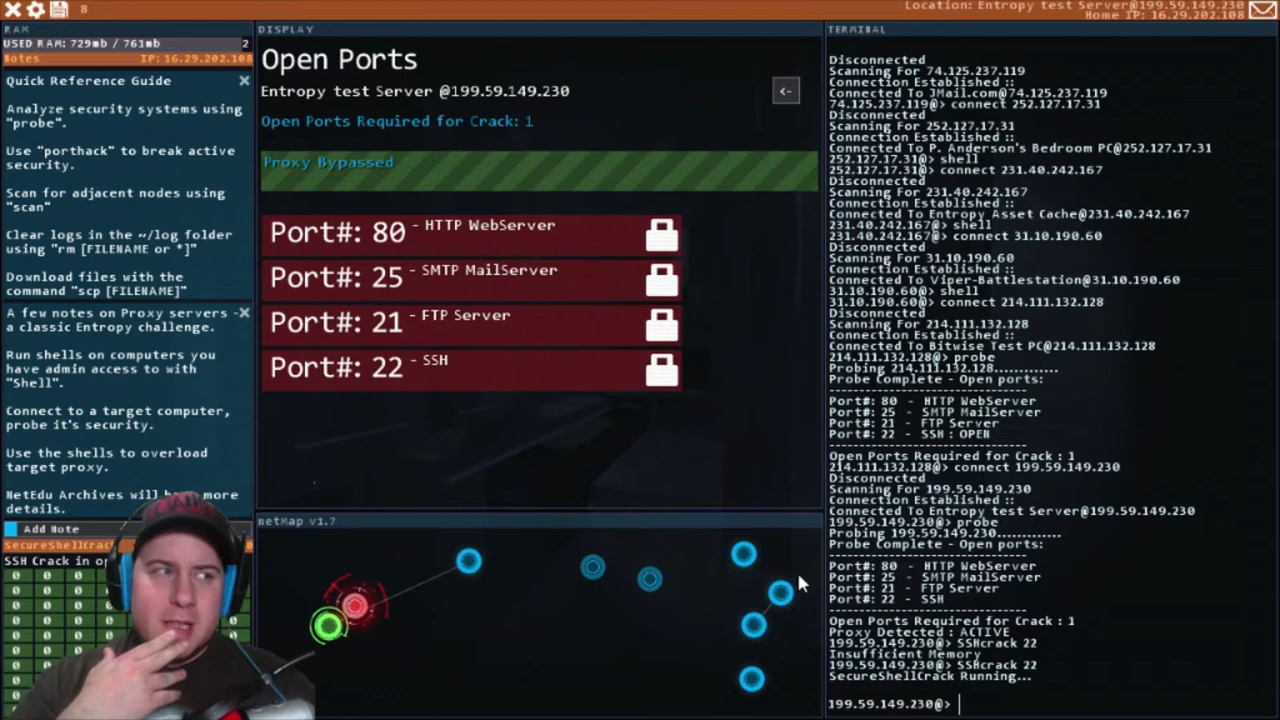 8
Location: Entropy test Server@199.59.149.230
Home IP: 16.29.202.108
RAM
USED RAM: 729mb / 761mb
2
Notes
IP: 16.29.202.108
Quick Reference Guide
Analyze security systems using
"probe".
Use "porthack" to break active
security.
Scan for adjacent nodes using
"scan"
Clear logs in the ~/log folder
using "rm [FILENAME or *]"
Download files with the
command "scp [FILENAME]"
A few notes on Proxy servers -
a classic Entropy challenge.
Run shells on computers you
have admin access to with
"Shell".
Connect to a target computer,
probe it's security.
Use the shells to overload
target proxy.
NetEdu Archives will more
details.
Add Note
SecureShellCrac
SSH Crack in op
DISPLAY
Open Ports
Entropy test Server @199.59.149.230
<-
Open Ports Required for Crack: 1
Proxy Bypassed
Port#: 80 - HTTP WebServer
Port#: 25 - SMTP MailServer
Port#: 21 - FTP Server
Port#: 22 - SSH
netMap v1.7
TERMINAL
Disconnected
Scanning For 74.125.237.119
Connection Established ::
Connected To JMail.com@74.125.237.119
74.125.237.119@> connect 252.127.17.31
Disconnected
Scanning For 252.127.17.31
Connection Established ::
Connected To P. Anderson's Bedroom PC@252.127.17.31
252.127.17.31@> shell
252.127.17.31@> connect 231.40.242.167
Disconnected
Scanning For 231.40.242.167
Connection Established ::
Connected To Entropy Asset Cache@231.40.242.167
231.40.242.167@> shell
231.40.242.167@> connect 31.10.190.60
Disconnected
Scanning For 31.10.190.60
Connection Established ::
Connected To Viper-Battlestation@31.10.190.60
31.10.190.60@> shell
31.10.190.60@> connect 214.111.132.128
Disconnected
Scanning For 214.111.132.128
Connection Established ::
Connected To Bitwise Test PC@214.111.132.128
214.111.132.128@> probe
Probing 214.111.132.128.............
Probe Complete - Open ports:
---------------------------------
Port#: 80 - HTTP WebServer
Port#: 25 - SMTP MailServer
Port#: 21 - FTP Server
Port#: 22 - SSH : OPEN
---------------------------------
Open Ports Required for Crack : 1
214.111.132.128@> connect 199.59.149.230
Disconnected
Scanning For 199.59.149.230
Connection Established ::
Connected To Entropy test Server@199.59.149.230
199.59.149.230@> probe
Probing 199.59.149.230.............
Probe Complete - Open ports:
---------------------------------
Port#: 80 - HTTP WebServer
Port#: 25 - SMTP MailServer
Port#: 21 - FTP Server
Port#: 22 - SSH
---------------------------------
Open Ports Required for Crack : 1
Proxy Detected : ACTIVE
199.59.149.230@> SSHcrack 22
Insufficient Memory
199.59.149.230@> SSHcrack 22
SecureShellCrack Running...
199.59.149.230@>